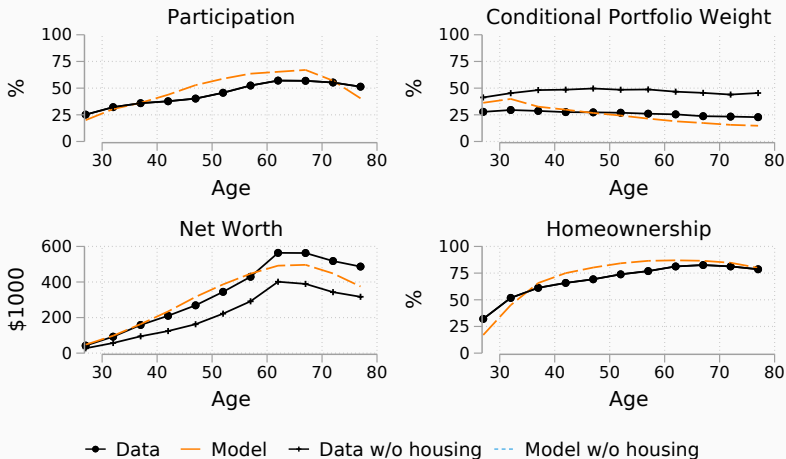 Participation
100
75
50
25
0
%
30 40 50 60 70 80
Age
Conditional Portfolio Weight
100
75
50
25
0
%
30 40 50 60 70 80
Age
Net Worth
600
400
200
0
$1000
30 40 50 60 70 80
Age
Homeownership
100
75
50
25
0
%
30 40 50 60 70 80
Age
Data Model Data w/o housing Model w/o housing